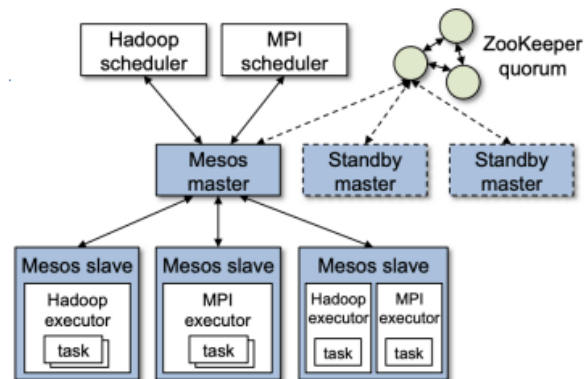 Hadoop
scheduler
MPI
scheduler
ZooKeeper
quorum
Mesos
master
Standby
master
Standby
master
Mesos slave
Hadoop
executor
task
Mesos slave
MPI
executor
task
Mesos slave
Hadoop
executor
task
MPI
executor
task